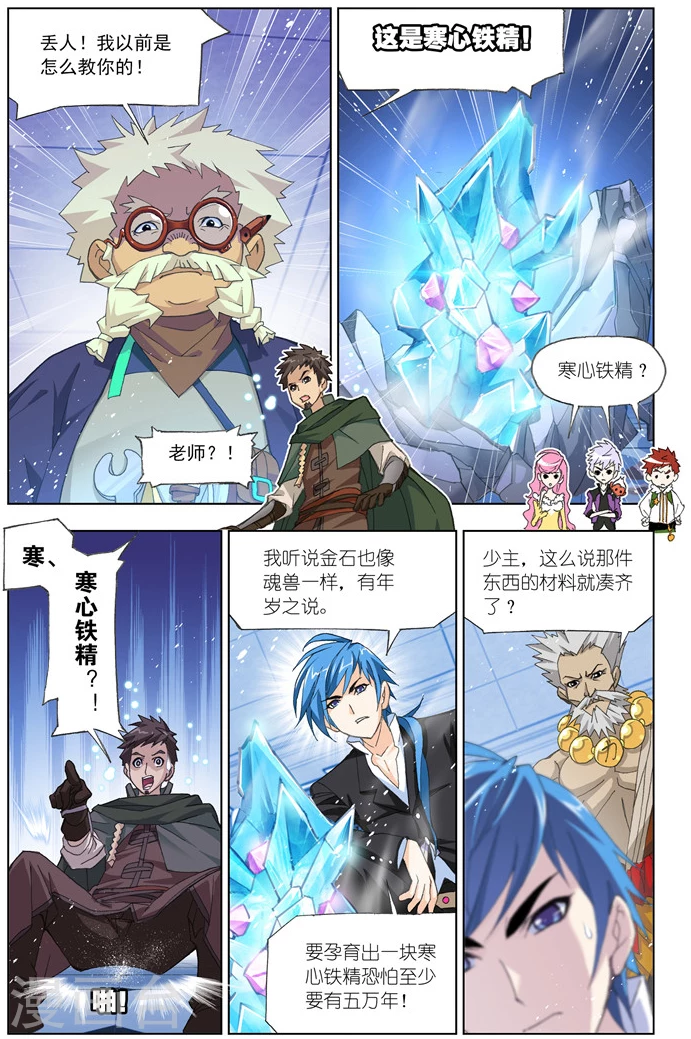 丢人！我以前是
怎么教你的！
这是寒心铁精！
寒心铁精？
老师？！
寒、
寒心铁精？！
啪！
我听说金石也像
魂兽一样，有年
岁之说。
要孕育出一块寒
心铁精恐怕至少
要有五万年！
少主，这么说那件
东西的材料就凑齐
了？
力
漫画台